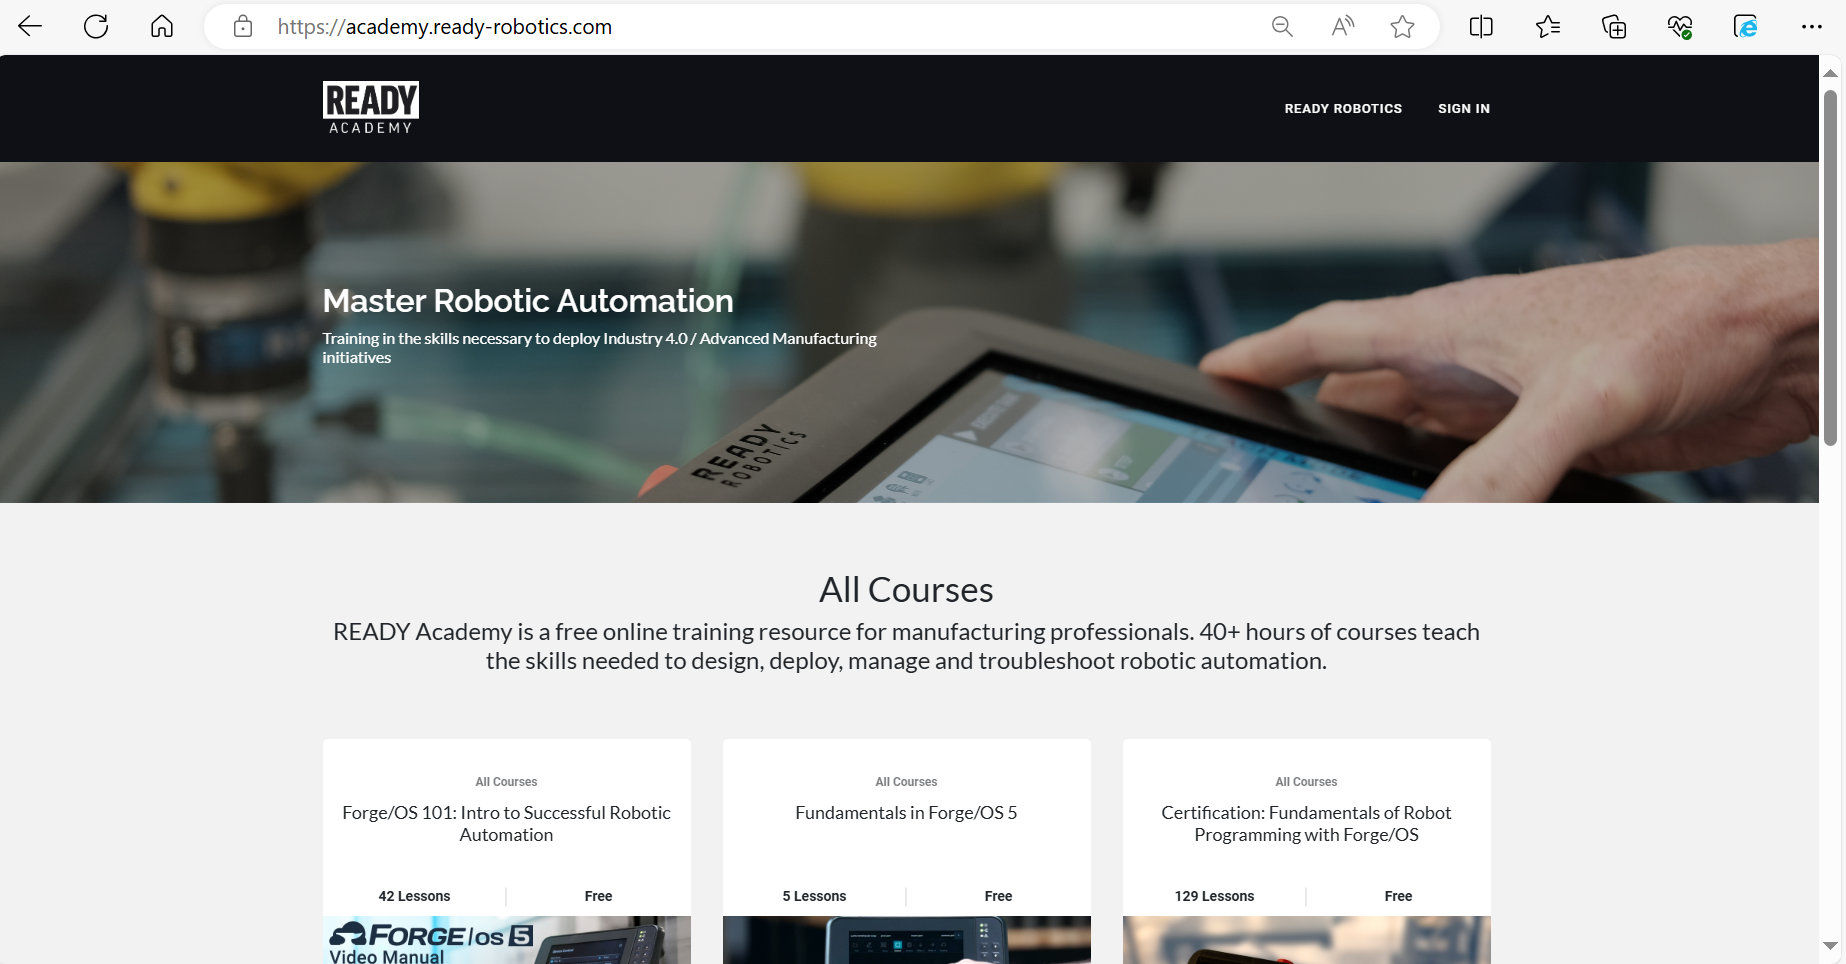 https://academy.ready-robotics.com
READY
ACADEMY
READY ROBOTICS
SIGN IN
Master Robotic Automation
Training in the skills necessary to deploy Industry 4.0 / Advanced Manufacturing
initiatives
READY
ROBOTICS
All Courses
READY Academy is a free online training resource for manufacturing professionals. 40+ hours of courses teach
the skills needed to design, deploy, manage and troubleshoot robotic automation.
All Courses
Forge/OS 101: Intro to Successful Robotic
Automation
42 Lessons
Free
FORGE/OS 5
Video Manual
All Courses
Fundamentals in Forge/OS 5
5 Lessons
Free
All Courses
Certification: Fundamentals of Robot
Programming with Forge/OS
129 Lessons
Free